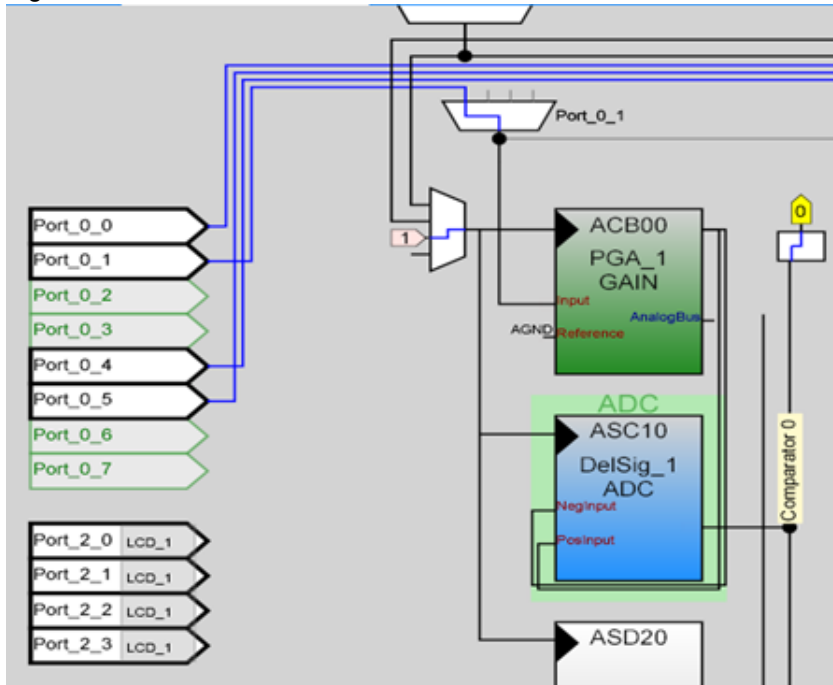 Port_0_1
Port_0_0
Port_0_1
Port_0_2
Port_0_3
Port_0_4
Port_0_5
Port_0_6
Port_0_7
Port_2_0 LCD_1
Port_2_1 LCD_1
Port_2_2 LCD_1
Port_2_3 LCD_1
1
ACB00
PGA_1
GAIN
Input
AnalogBus
AGND
Reference
ADC
ASC10
DelSig_1
ADC
NegInput
PosInput
ASD20
0
Comparator 0